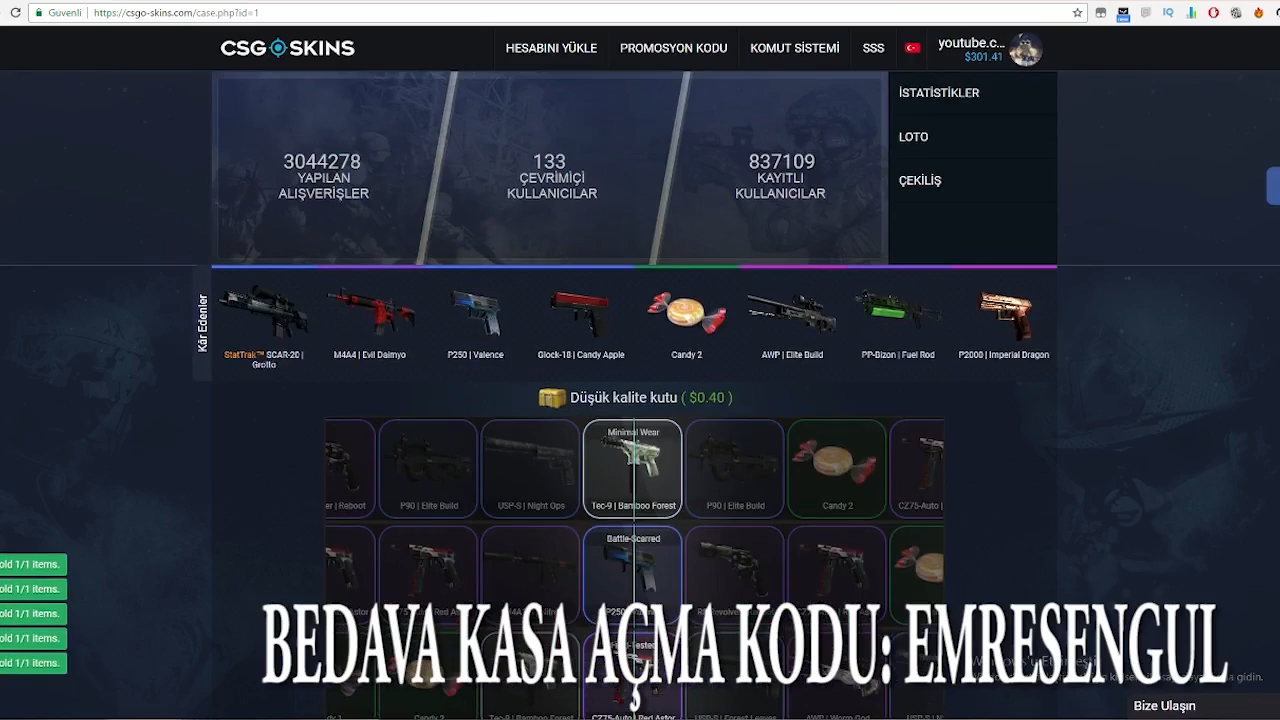 Güvenli
https://csgo-skins.com/case.php?id=1
IQ
CSG SKINS
HESABINI YÜKLE
PROMOSYON KODU
KOMUT SİSTEMİ
SSS
youtube.c...
$301.41
3044278
YAPILAN
ALIŞVERİŞLER
133
ÇEVRİMİÇİ
KULLANICILAR
837109
KAYITLI
KULLANICILAR
İSTATİSTİKLER
LOTO
ÇEKİLİŞ
Kâr Edenler
StatTrak™ SCAR-20 |
Grotto
M4A4 | Evil Daimyo
P250 | Valence
Glock-18 | Candy Apple
Candy 2
AWP | Elite Build
PP-Bizon | Fuel Rod
P2000 | Imperial Dragon
Düşük kalite kutu ( $0.40 )
Minimal Wear
er | Reboot
P90 | Elite Build
USP-S | Night Ops
Tec-9 | Bamboo Forest
P90 | Elite Build
Candy 2
CZ75-Auto |
Battle-Scarred
old 1/1 items.
old 1/1 items.
old 1/1 items.
old 1/1 items.
old 1/1 items.
BEDAVA KASA AÇMA KODU: EMRESENGUL
Candy 2
CZ75-Auto | Red Astor
USP-S | Forest Leaves
AWP | Worm God
gidin.
Bize Ulaşın